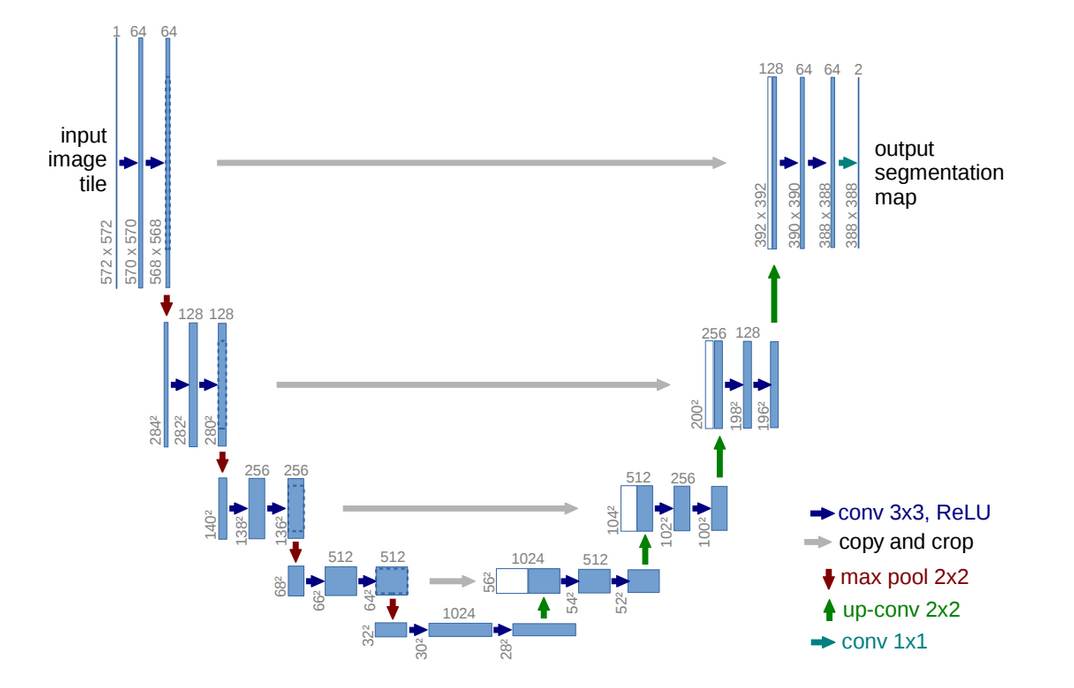 1 64 64
input
image
tile
572 x 572
570 x 570
568 x 568
128 64 64 2
output
segmentation
map
392 x 392
390 x 390
388 x 388
388 x 388
128 128
284²
282²
280²
256 128
200²
198²
196²
256 256
140²
138²
136²
512 256
104²
102²
100²
512 512
68²
66²
64²
1024 512
56²
54²
52²
1024
32²
30²
28²
conv 3x3, ReLU
copy and crop
max pool 2x2
up-conv 2x2
conv 1x1